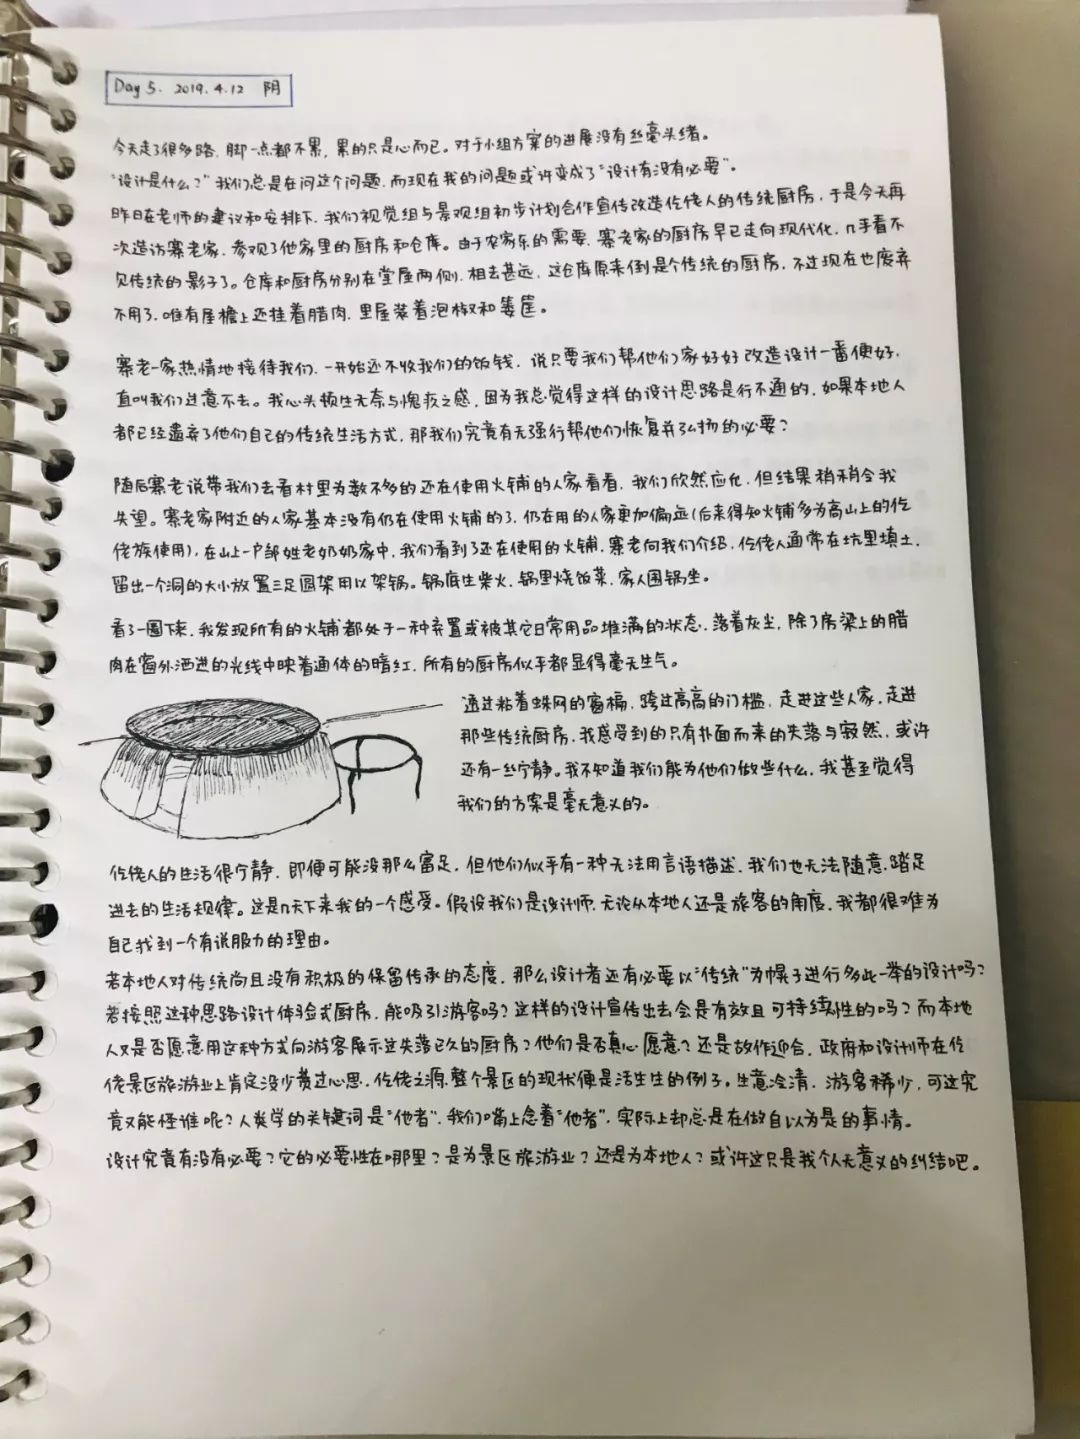 Day 5. 2019.4.12 阴
今天走了很多路,脚一点都不累,累的只是心而已。对于小组方案的进展没有丝毫头绪。
"设计是什么?"我们总是在问这个问题,而现在我的问题或许变成了"设计有没有必要"。
昨日在老师的建议和安排下,我们视觉组与景观组初步计划合作宣传改造仡佬人的传统厨房,于是今天再
次造访寨老家,参观了他家里的厨房和仓库。由于农家乐的需要,寨老家的厨房早已走向现代化,几乎看不
见传统的影子了。仓库和厨房分别在堂屋两侧,相去甚远,这仓库原来倒是个传统的厨房,不过现在也废弃
不用了,唯有屋檐上还挂着腊肉,里屋装着泡椒和篓筐。
寨老一家热情地接待我们,一开始还不收我们的饭钱,说只要我们帮他们家好好改造设计一番便好,
直叫我们过意不去。我心头顿生无奈与愧疚之感,因为我总觉得这样的设计思路是行不通的,如果本地人
都已经遗弃了他们自己的传统生活方式,那我们究竟有无强行帮他们恢复并弘扬的必要?
随后寨老说带我们去看村里为数不多的还在使用火铺的人家看看,我们欣然应允,但结果稍稍令我
失望。寨老家附近的人家基本没有仍在使用火铺的了,仍在用的人家更加偏远(后来得知火铺多为高山上的仡
佬族使用),在山上一户邹姓老奶奶家中,我们看到了还在使用的火铺,寨老向我们介绍,仡佬人通常在坑里填土,
留出一个洞的大小放置三足圆架用以架锅。锅底生柴火,锅里烧饭菜,家人围锅坐。
看了一圈下来,我发现所有的火铺都处于一种弃置或被其它日常用品堆满的状态,落着灰尘,除了房梁上的腊
肉在窗外洒进的光线中映着通体的暗红,所有的厨房似乎都显得毫无生气。
透过粘着蛛网的窗槅,跨过高高的门槛,走进这些人家,走进
那些传统厨房,我感受到的只有扑面而来的失落与寂然,或许
还有一丝宁静。我不知道我们能为他们做些什么,我甚至觉得
我们的方案是毫无意义的。
仡佬人的生活很宁静,即便可能没那么富足,但他们似乎有一种无法用言语描述,我们也无法随意踏足
进去的生活规律。这是几天下来我的一个感受。假设我们是设计师,无论从本地人还是旅客的角度,我都很难为
自己找到一个有说服力的理由。
若本地人对传统尚且没有积极的保留传承的态度,那么设计者还有必要以"传统"为幌子进行多此一举的设计吗?
若按照这种思路设计体验式厨房,能吸引游客吗?这样的设计宣传出去会是有效且可持续性的吗?而本地
人又是否愿意用这种方式向游客展示这失落已久的厨房?他们是否真心愿意?还是故作迎合,政府和设计师在仡
佬景区旅游业上肯定没少费过心思,仡佬之源整个景区的现状便是活生生的例子,生意冷清,游客稀少,可这究
竟又能怪谁呢?人类学的关键词是"他者",我们嘴上念着"他者",实际上却总是在做自以为是的事情。
设计究竟有没有必要?它的必要性在哪里?是为景区旅游业?还是为本地人?或许这只是我个人无意义的纠结吧。